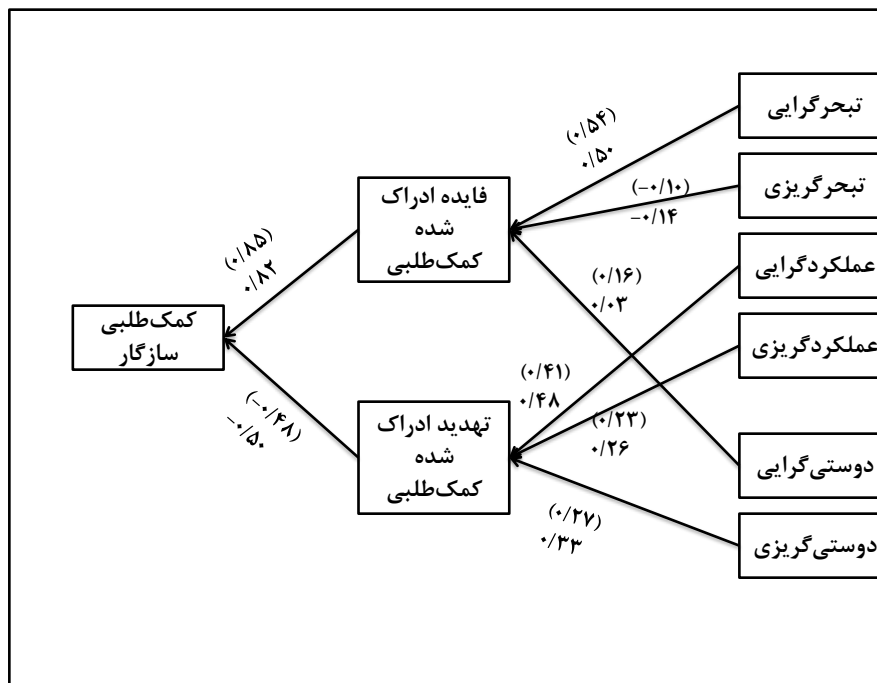 تبحرگرایی
تبحرگریزی
عملکردگرایی
عملکردگریزی
دوستی‌گرایی
دوستی‌گریزی
(۰/۵۴)
۰/۵۰
(-۰/۱۰)
-۰/۱۴
(۰/۱۶)
۰/۰۳
(۰/۴۱)
۰/۴۸
(۰/۲۳)
۰/۲۶
(۰/۲۷)
۰/۳۳
فایده ادراک
شده
کمک‌طلبی
تهدید ادراک
شده
کمک‌طلبی
(۰/۸۵)
۰/۸۲
(-۰/۴۸)
-۰/۵۰
کمک‌طلبی
سازگار